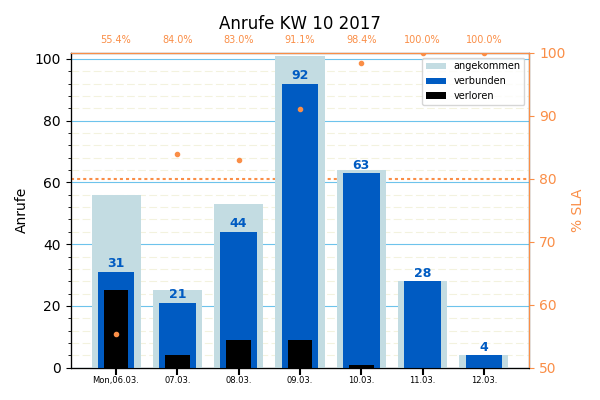 Anrufe KW 10 2017
55.4% 84.0% 83.0% 91.1% 98.4% 100.0% 100.0%
angekommen
verbunden
verloren
100
80
60
40
20
0
Anrufe
100
90
80
70
60
50
% SLA
31 21 44 92 63 28 4
Mon,06.03. 07.03. 08.03. 09.03. 10.03. 11.03. 12.03.